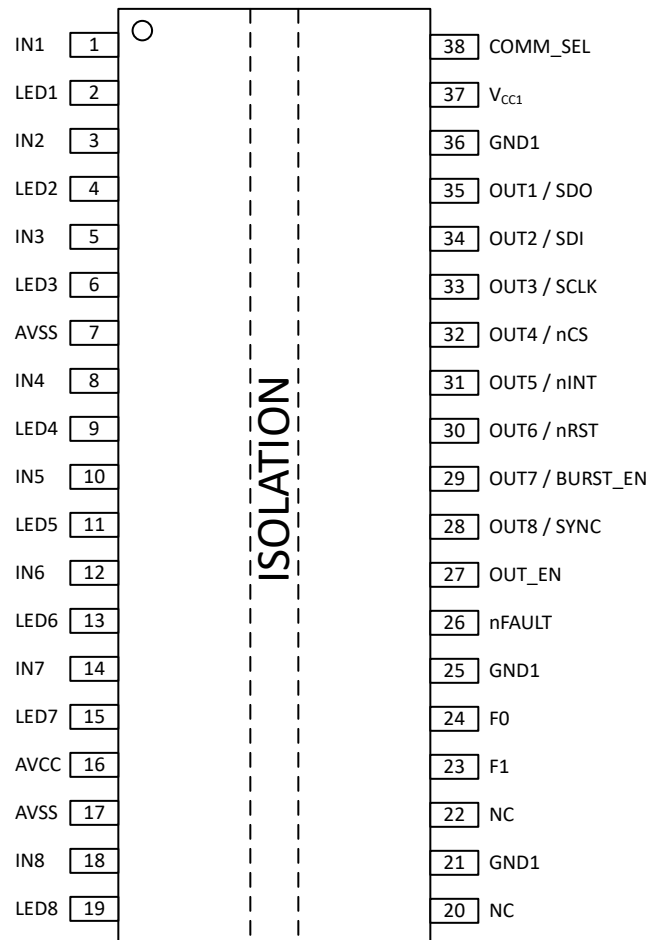 IN1 1
LED1 2
IN2 3
LED2 4
IN3 5
LED3 6
AVSS 7
IN4 8
LED4 9
IN5 10
LED5 11
IN6 12
LED6 13
IN7 14
LED7 15
AVCC 16
AVSS 17
IN8 18
LED8 19
ISOLATION
38 COMM_SEL
37 VCC1
36 GND1
35 OUT1 / SDO
34 OUT2 / SDI
33 OUT3 / SCLK
32 OUT4 / nCS
31 OUT5 / nINT
30 OUT6 / nRST
29 OUT7 / BURST_EN
28 OUT8 / SYNC
27 OUT_EN
26 nFAULT
25 GND1
24 F0
23 F1
22 NC
21 GND1
20 NC